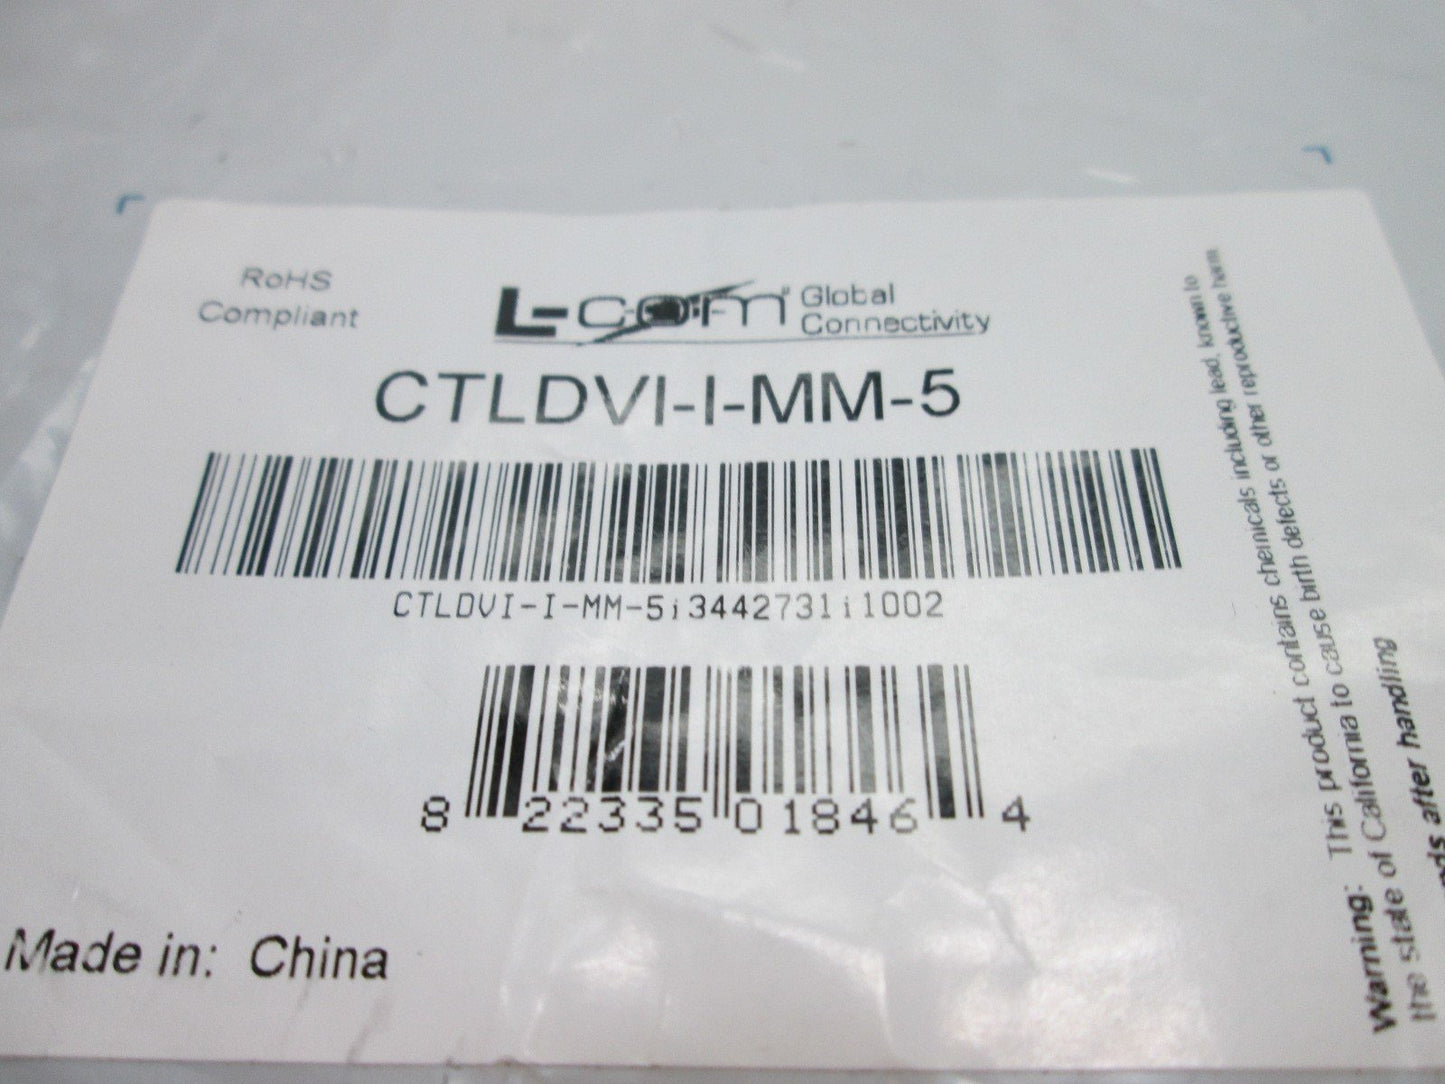 RoHS
Compliant
L-com Global
Connectivity
CTLDVI-I-MM-5
CTLDVI-I-MM-5i3442731i1002
8 22335 01846 4
Made in: China
Warning: This product contains chemicals including lead, known to
the state of California to cause birth defects or other reproductive harm
after handling